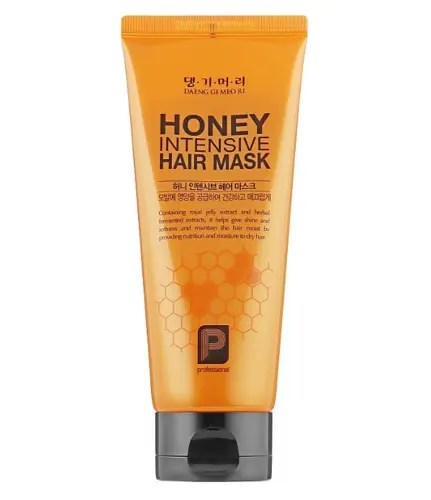 댕·기·머·리
DAENG GI MEO RI
HONEY
INTENSIVE
HAIR MASK
허니 인텐시브 헤어 마스크
모발에 영양을 공급하여 건강하고 매끄럽게
Containing royal jelly extract and herbal
fermented extracts, it helps give shine and
softness and maintain the hair moist by
providing nutrition and moisture to dry hair.
P
professional